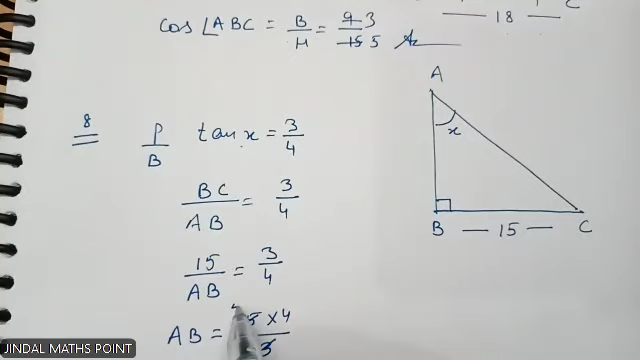 — 18 — C
Cos ∠ABC = B/H = 9/15 3/5 Ans
8 P/B tan x = 3/4
BC/AB = 3/4
15/AB = 3/4
AB = 5 × 4/3
A
x
B — 15 — C
JINDAL MATHS POINT